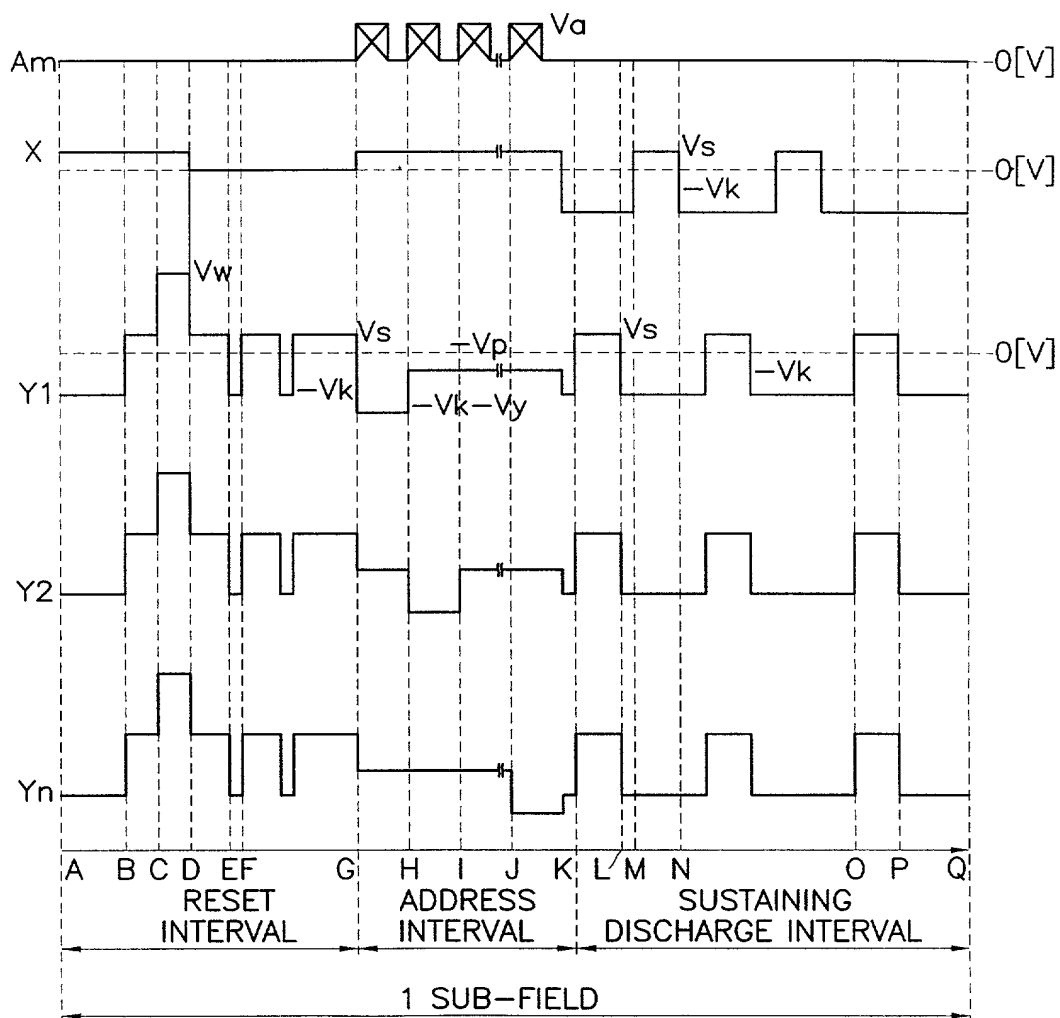 Va
Am -0[V]
X Vs -0[V]
-Vk
Vw
Vs -Vp Vs -0[V]
Y1 -Vk -Vk-Vy -Vk
Y2
Yn
A B C D E F G H I J K L M N O P Q
RESET INTERVAL ADDRESS INTERVAL SUSTAINING DISCHARGE INTERVAL
1 SUB-FIELD